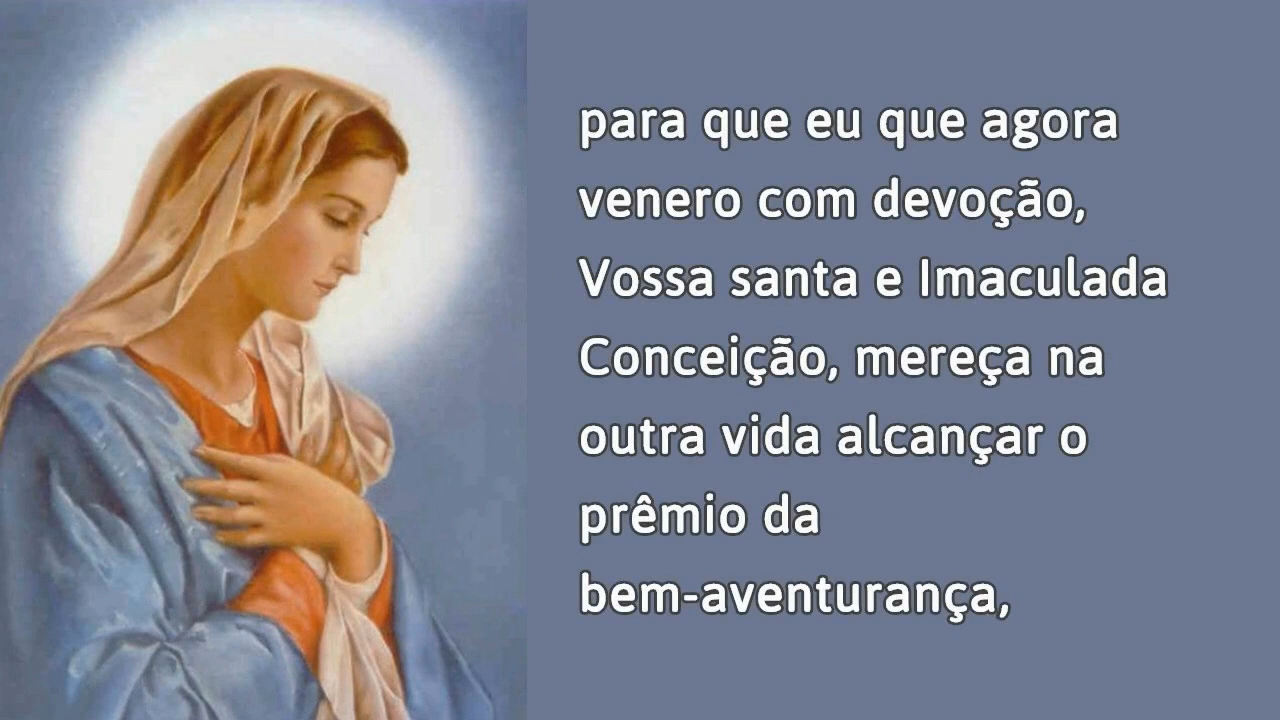 para que eu que agora
venero com devoção,
Vossa santa e Imaculada
Conceição, mereça na
outra vida alcançar o
prêmio da
bem-aventurança,